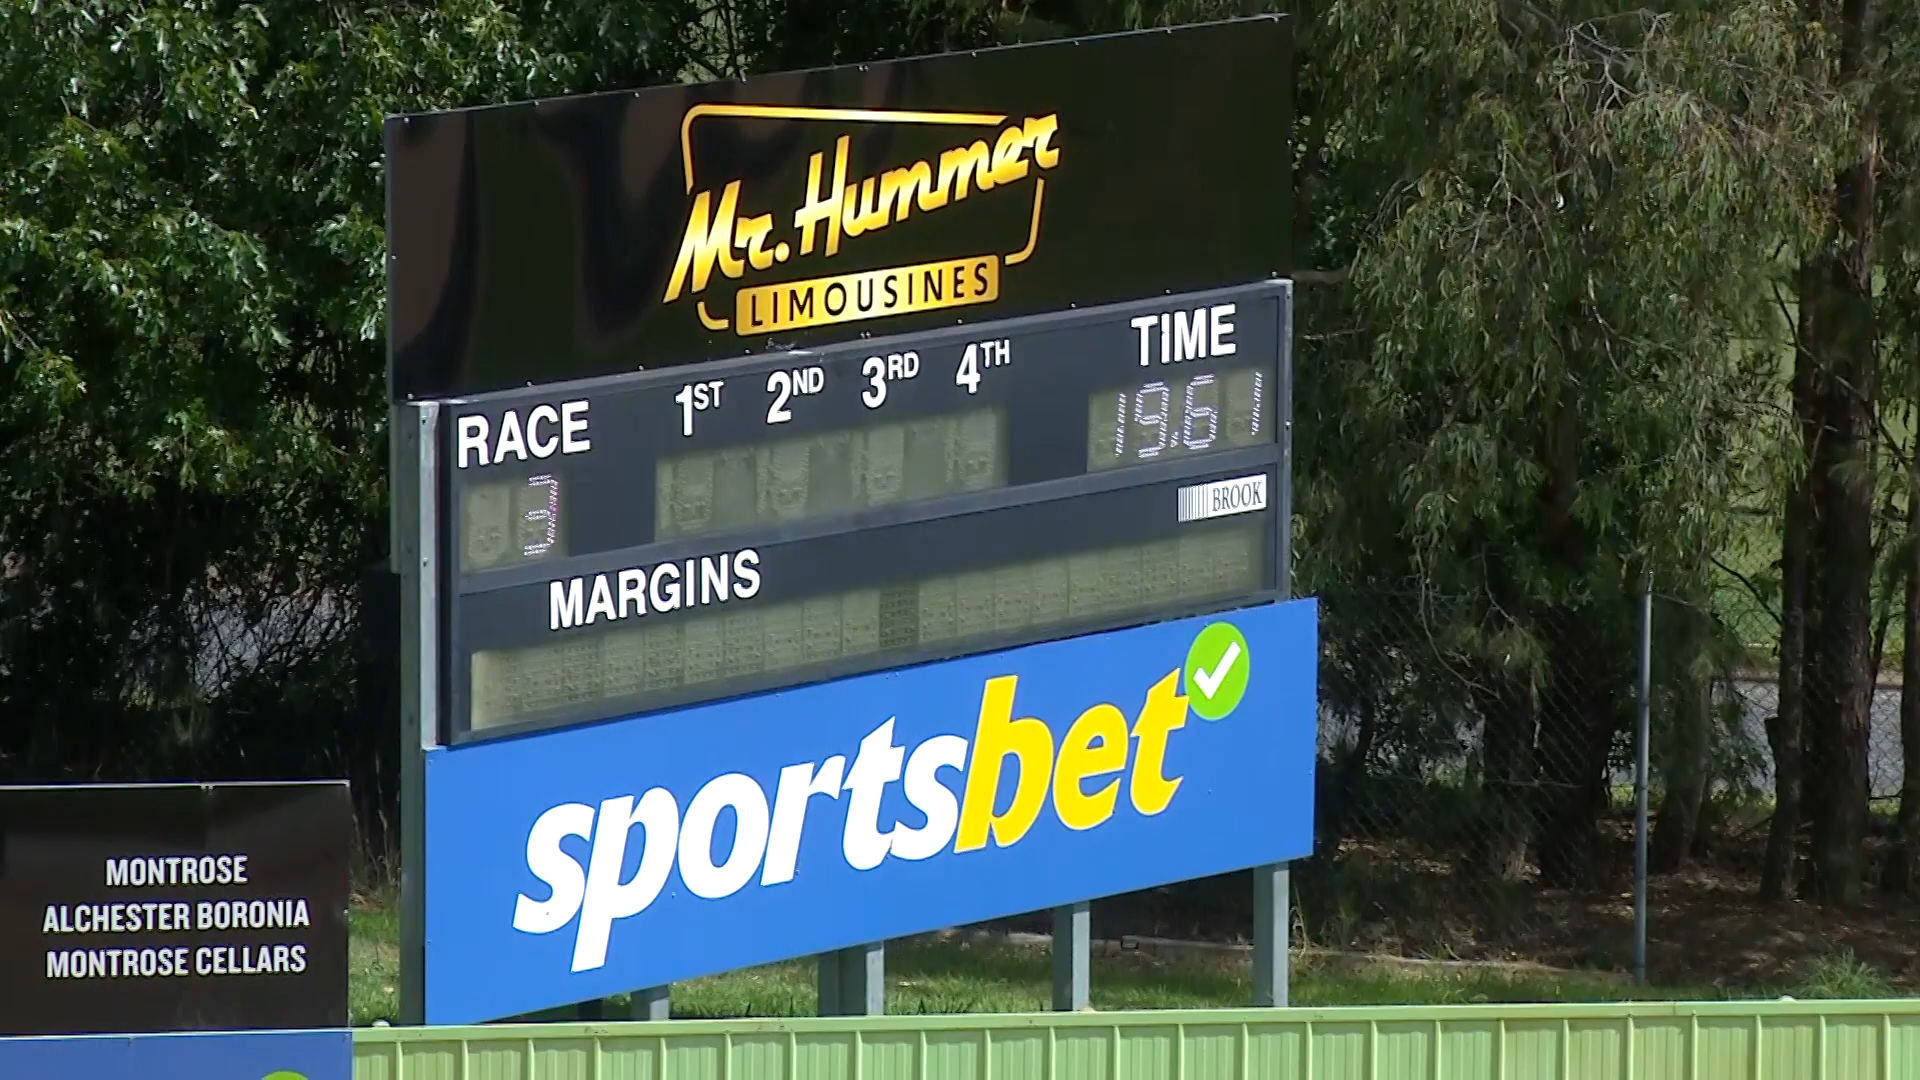 Mr. Hummer
LIMOUSINES
RACE 1ST 2ND 3RD 4TH TIME
3 19.61
BROOK
MARGINS
sportsbet
MONTROSE
ALCHESTER BORONIA
MONTROSE CELLARS